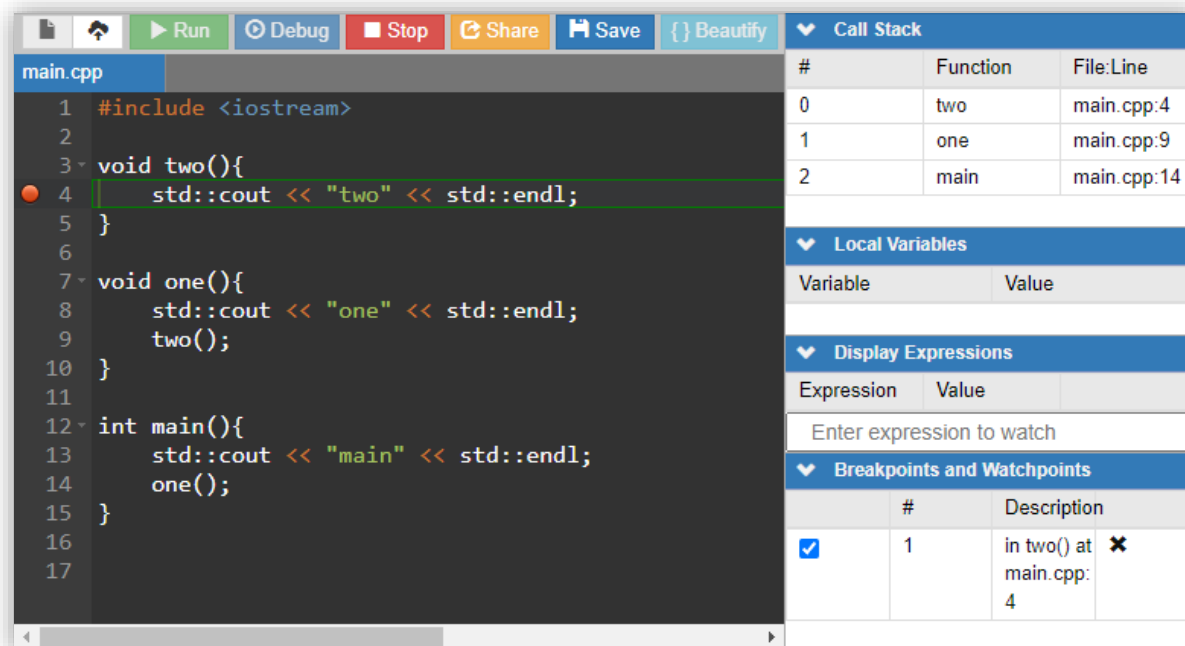 Run Debug Stop Share Save { } Beautify
main.cpp
1 #include <iostream>
2
3 void two(){
4     std::cout << "two" << std::endl;
5 }
6
7 void one(){
8     std::cout << "one" << std::endl;
9     two();
10 }
11
12 int main(){
13     std::cout << "main" << std::endl;
14     one();
15 }
16
17
Call Stack
# Function File:Line
0 two main.cpp:4
1 one main.cpp:9
2 main main.cpp:14
Local Variables
Variable Value
Display Expressions
Expression Value
Enter expression to watch
Breakpoints and Watchpoints
# Description
1 in two() at
main.cpp:
4